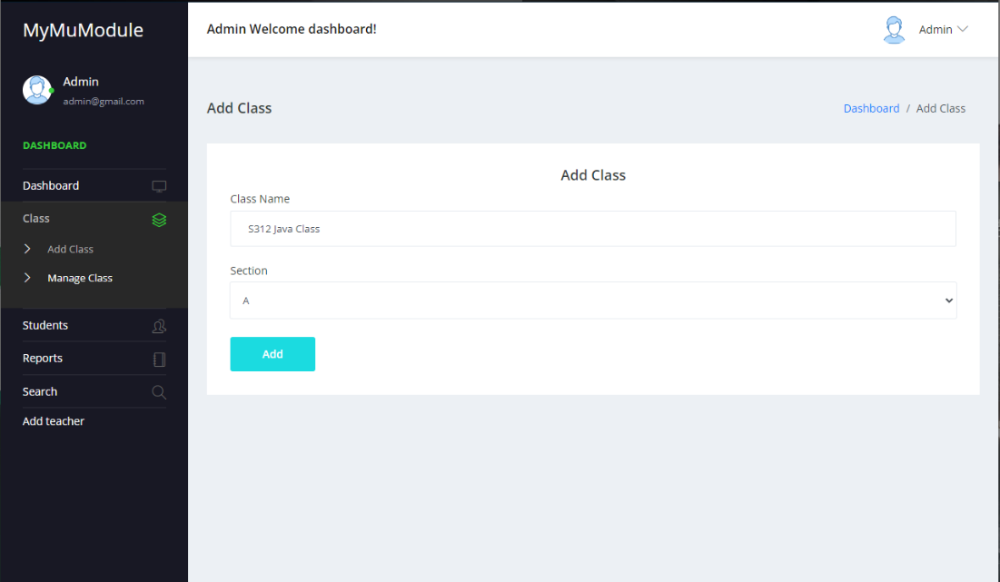 MyMuModule
Admin
admin@gmail.com
DASHBOARD
Dashboard
Class
Add Class
Manage Class
Students
Reports
Search
Add teacher
Admin Welcome dashboard!
Admin
Add Class
Dashboard / Add Class
Add Class
Class Name
S312 Java Class
Section
A
Add